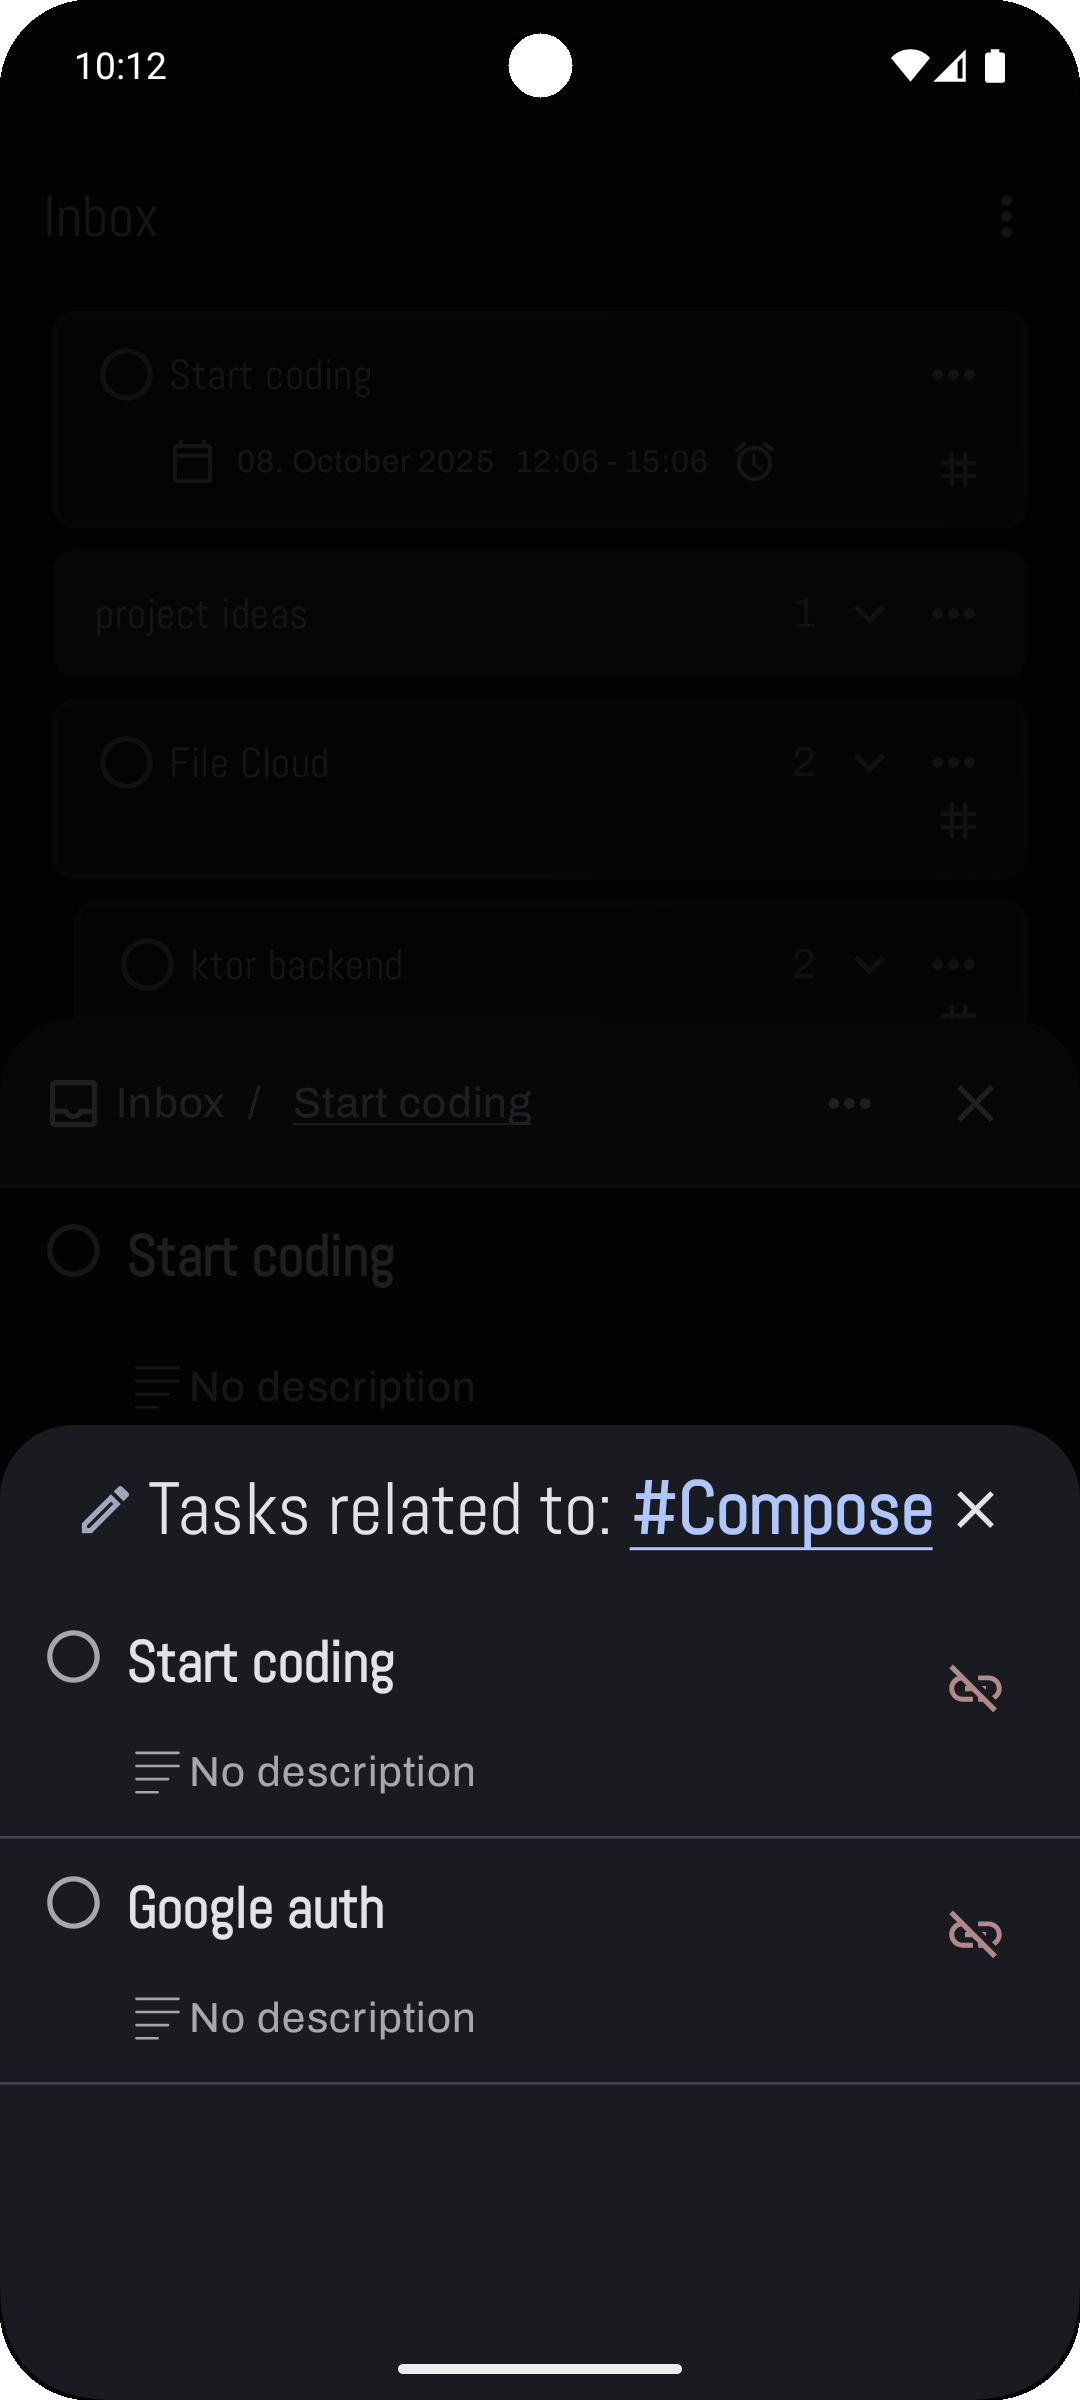 10:12
Inbox
Start coding
08. October 2025 12:06 - 15:06
project ideas 1
File Cloud 2
ktor backend 2
Inbox / Start coding
Start coding
No description
Tasks related to: #Compose
Start coding
No description
Google auth
No description